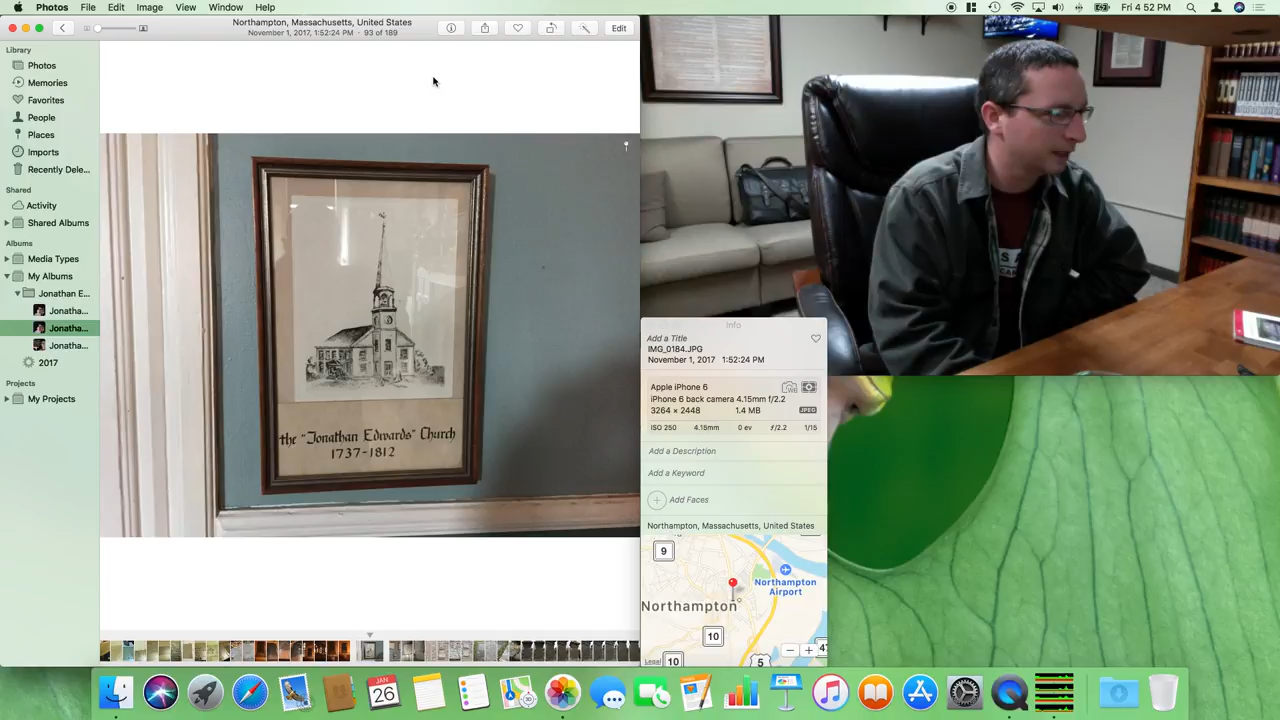 Photos File Edit Image View Window Help
Fri 4:52 PM
Northampton, Massachusetts, United States
November 1, 2017, 1:52:24 PM · 93 of 189
Edit
Library
Photos
Memories
Favorites
People
Places
Imports
Recently Dele...
Shared
Activity
Shared Albums
Albums
Media Types
My Albums
Jonathan E...
Jonatha...
Jonatha...
Jonatha...
2017
Projects
My Projects
the "Jonathan Edwards" Church
1737-1812
Info
Add a Title
IMG_0184.JPG
November 1, 2017 1:52:24 PM
Apple iPhone 6
iPhone 6 back camera 4.15mm f/2.2
3264 × 2448 1.4 MB JPEG
ISO 250 4.15mm 0 ev ƒ/2.2 1/15
Add a Description
Add a Keyword
Add Faces
Northampton, Massachusetts, United States
9
Northampton
Airport
Northampton
10
10
5
Legal
JAN
26